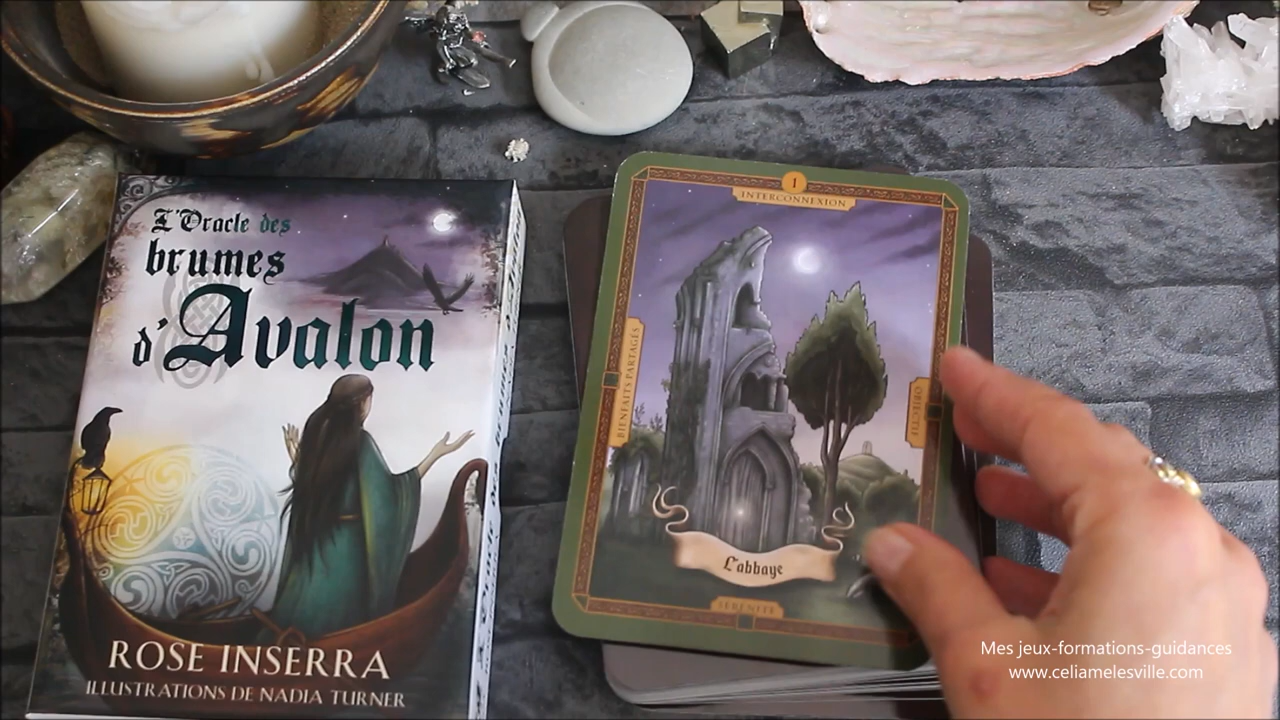 L'Oracle des
brumes
d'Avalon
ROSE INSERRA
ILLUSTRATIONS DE NADIA TURNER
1
INTERCONNEXION
BIENFAITS PARTAGÉS
OBJECTIF
L'abbaye
SÉRÉNITÉ
Mes jeux-formations-guidances
www.celiamelesville.com